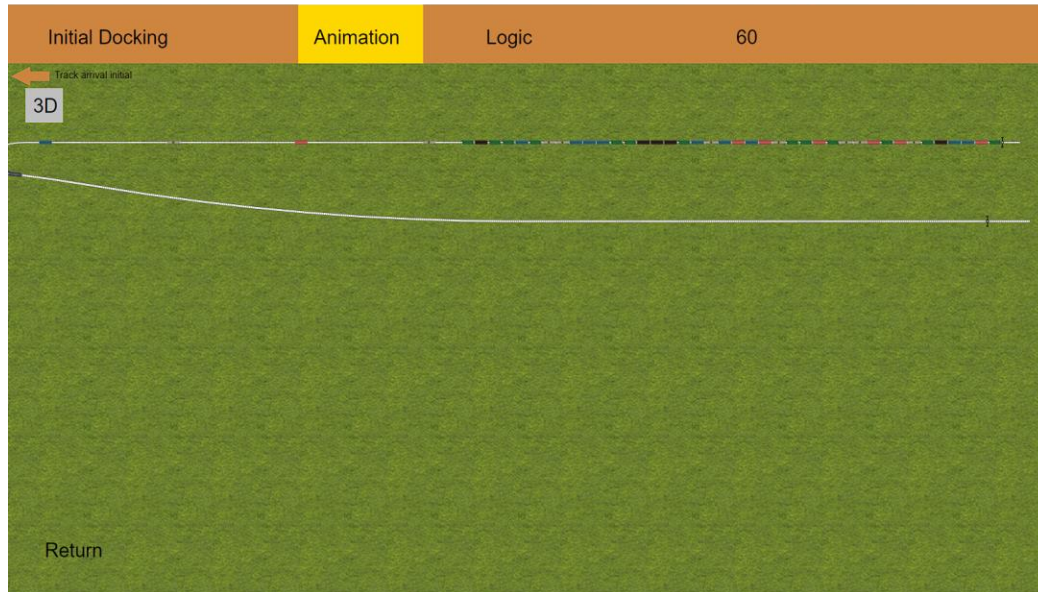 Initial Docking
Animation
Logic
60
Track arrival initial
3D
Return